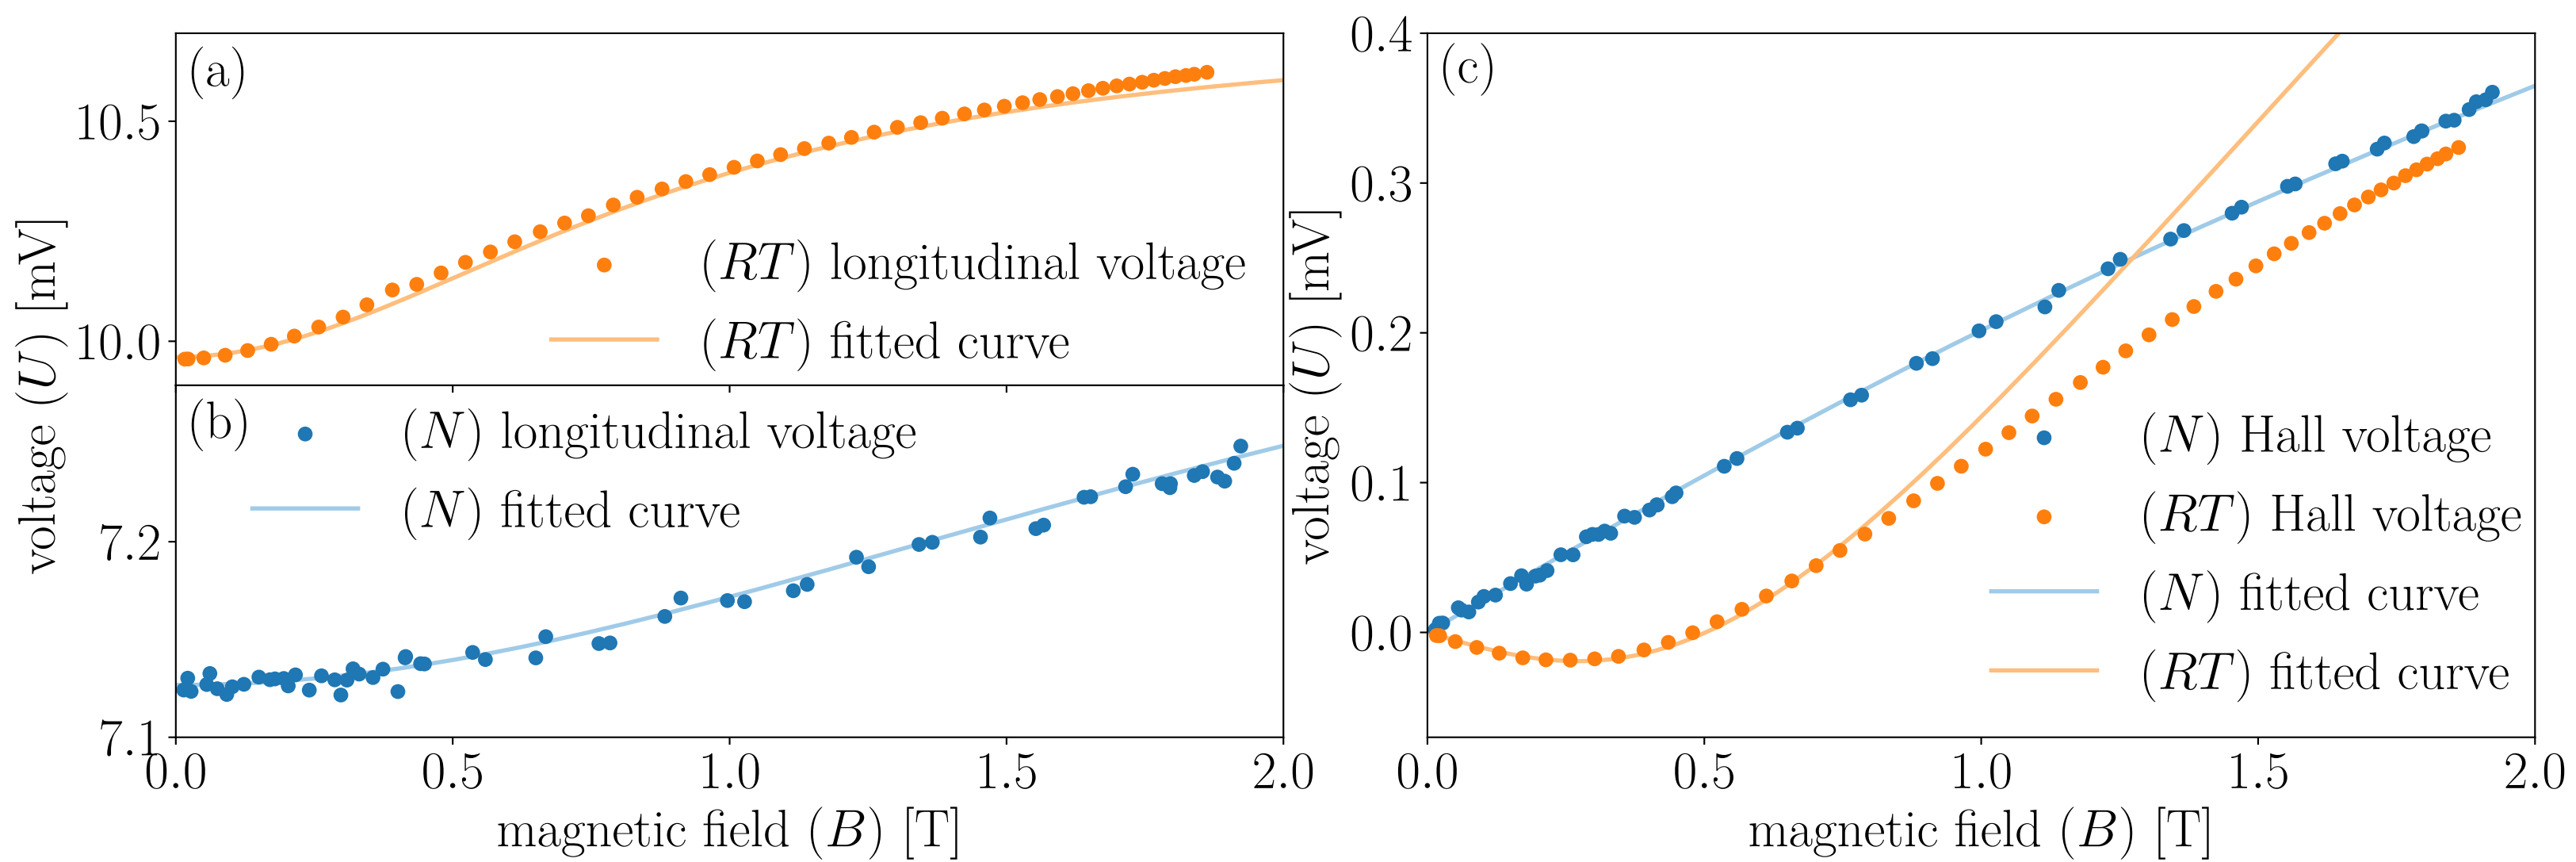 (a)
10.5
10.0
(RT) longitudinal voltage
(RT) fitted curve
voltage (U) [mV]
(b)
(N) longitudinal voltage
(N) fitted curve
7.2
7.1
0.0 0.5 1.0 1.5 2.0
magnetic field (B) [T]
(c)
0.4
0.3
0.2
0.1
0.0
voltage (U) [mV]
(N) Hall voltage
(RT) Hall voltage
(N) fitted curve
(RT) fitted curve
0.0 0.5 1.0 1.5 2.0
magnetic field (B) [T]